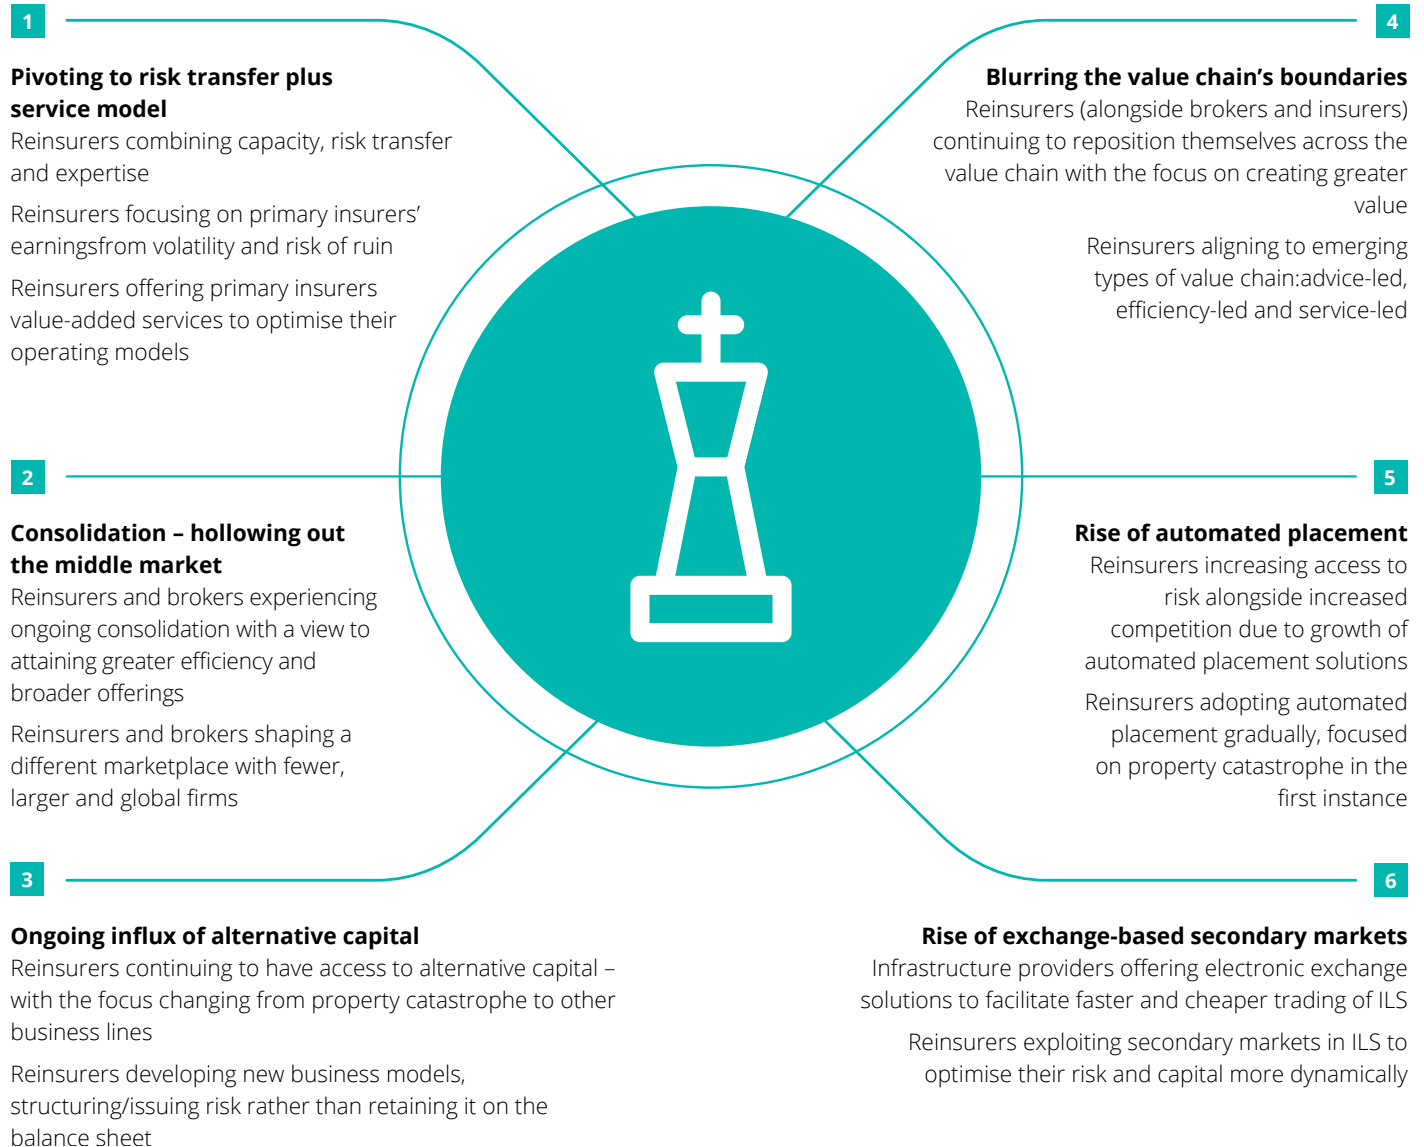 1
Pivoting to risk transfer plus
service model
Reinsurers combining capacity, risk transfer
and expertise
Reinsurers focusing on primary insurers’
earningsfrom volatility and risk of ruin
Reinsurers offering primary insurers
value-added services to optimise their
operating models
2
Consolidation – hollowing out
the middle market
Reinsurers and brokers experiencing
ongoing consolidation with a view to
attaining greater efficiency and
broader offerings
Reinsurers and brokers shaping a
different marketplace with fewer,
larger and global firms
3
Ongoing influx of alternative capital
Reinsurers continuing to have access to alternative capital –
with the focus changing from property catastrophe to other
business lines
Reinsurers developing new business models,
structuring/issuing risk rather than retaining it on the
balance sheet
4
Blurring the value chain’s boundaries
Reinsurers (alongside brokers and insurers)
continuing to reposition themselves across the
value chain with the focus on creating greater
value
Reinsurers aligning to emerging
types of value chain:advice-led,
efficiency-led and service-led
5
Rise of automated placement
Reinsurers increasing access to
risk alongside increased
competition due to growth of
automated placement solutions
Reinsurers adopting automated
placement gradually, focused
on property catastrophe in the
first instance
6
Rise of exchange-based secondary markets
Infrastructure providers offering electronic exchange
solutions to facilitate faster and cheaper trading of ILS
Reinsurers exploiting secondary markets in ILS to
optimise their risk and capital more dynamically